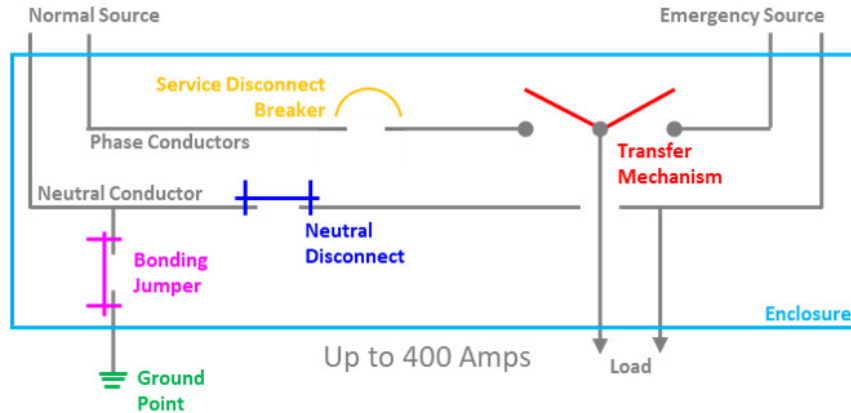 Normal Source
Emergency Source
Service Disconnect
Breaker
Phase Conductors
Transfer
Mechanism
Neutral Conductor
Neutral
Disconnect
Bonding
Jumper
Enclosure
Up to 400 Amps
Load
Ground
Point